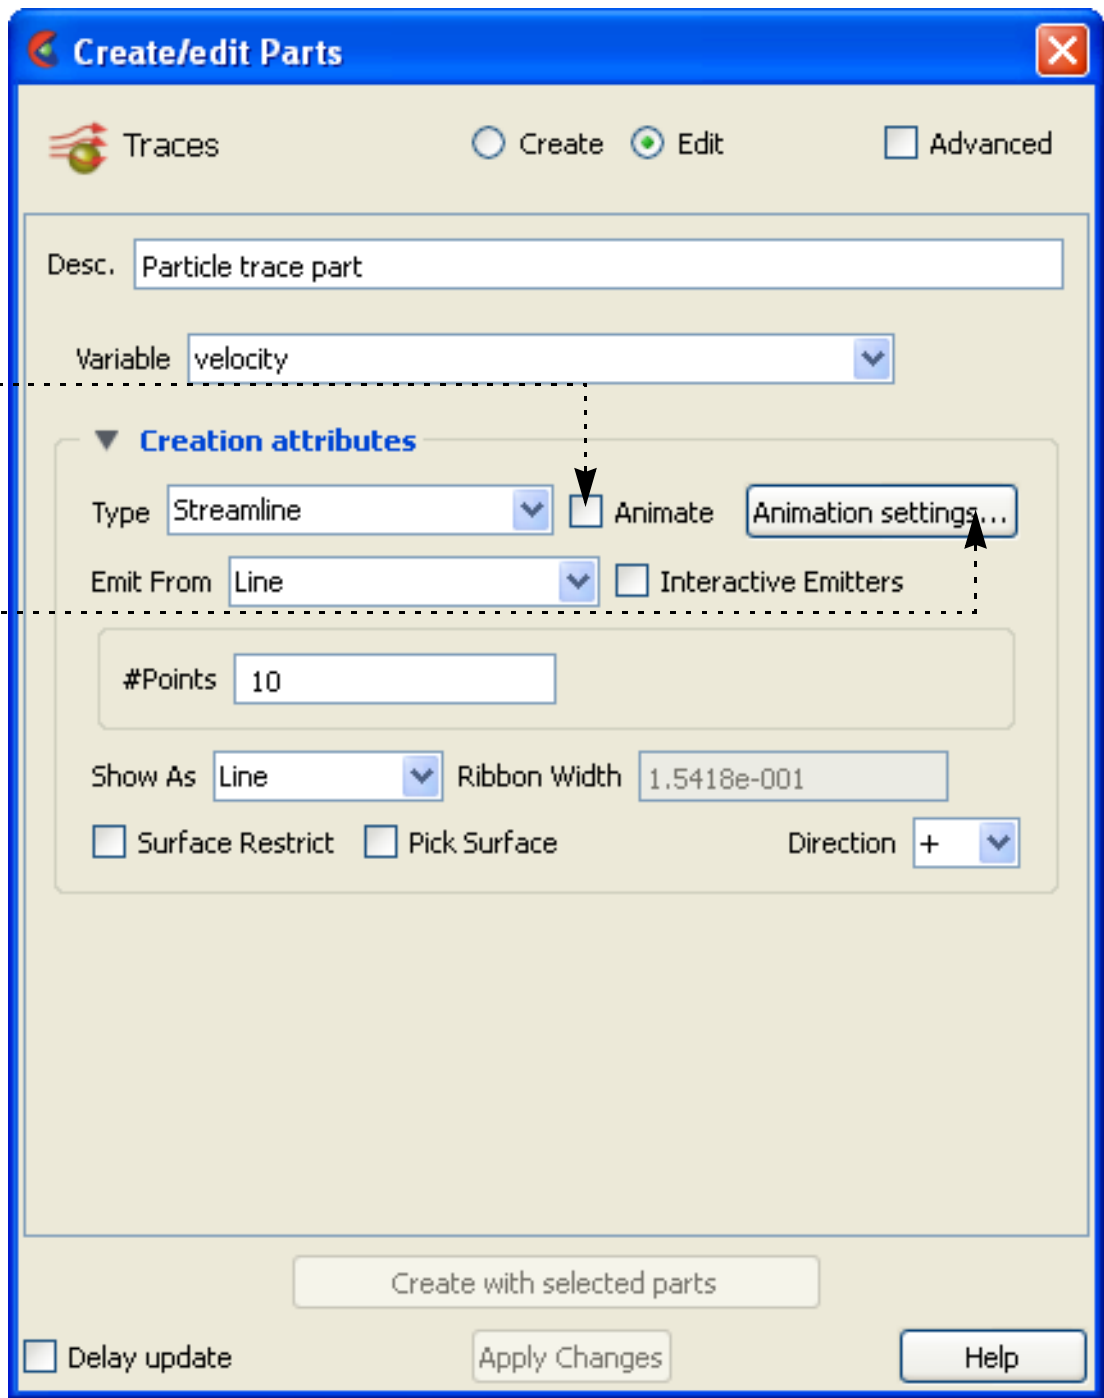 Create/edit Parts
Traces Create Edit Advanced
Desc. Particle trace part
Variable velocity
Creation attributes
Type Streamline Animate Animation settings...
Emit From Line Interactive Emitters
#Points 10
Show As Line Ribbon Width 1.5418e-001
Surface Restrict Pick Surface Direction +
Create with selected parts
Delay update Apply Changes Help